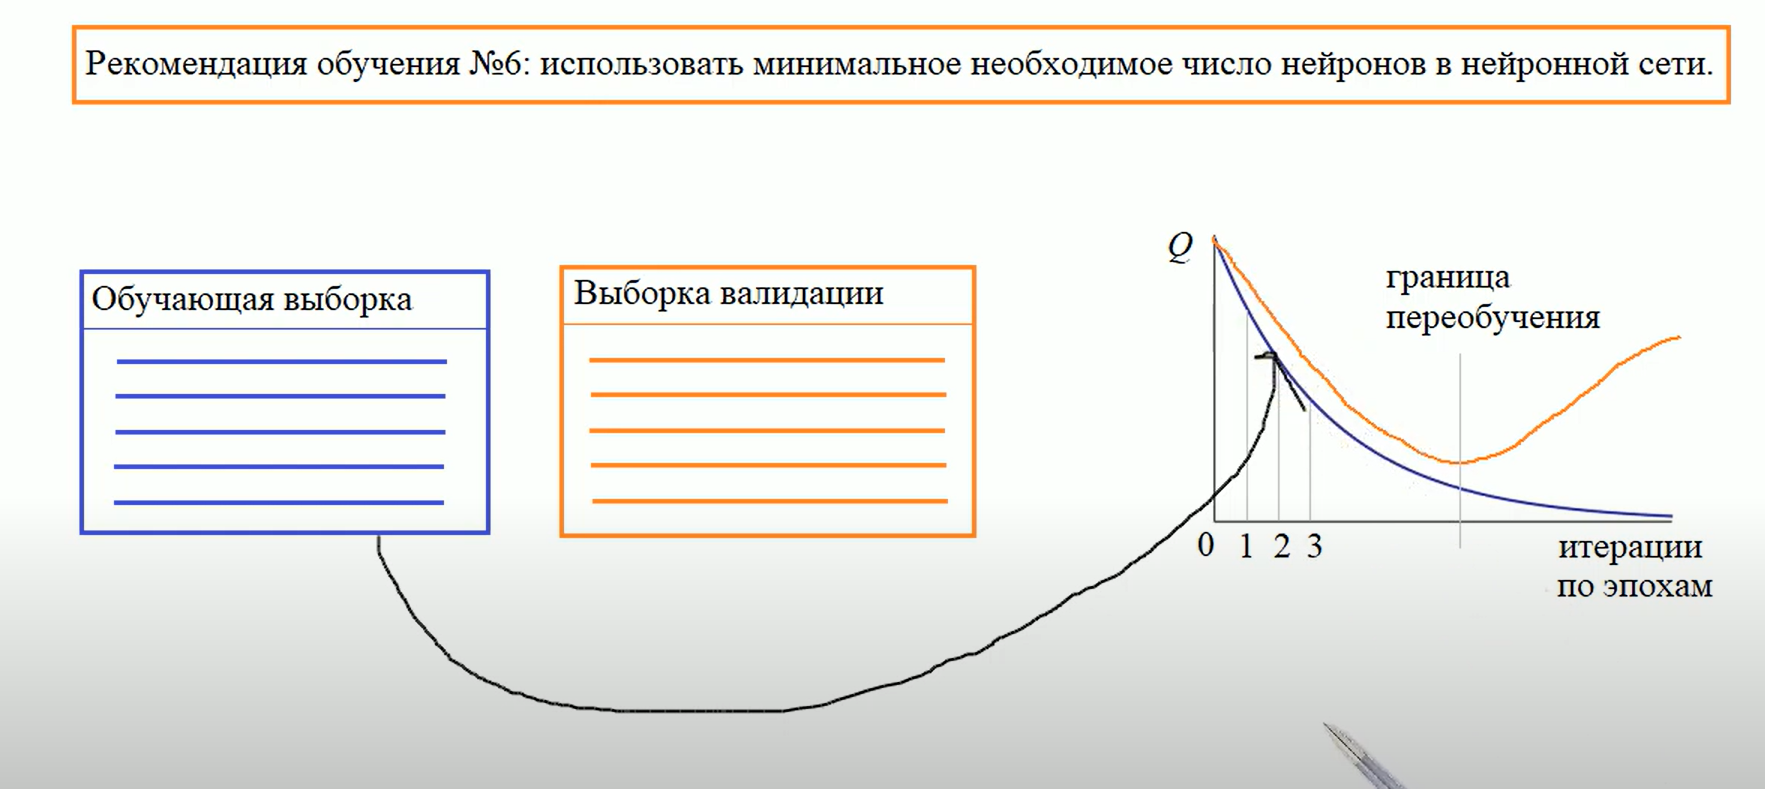 Рекомендация обучения №6: использовать минимальное необходимое число нейронов в нейронной сети.
Обучающая выборка
Выборка валидации
Q
граница
переобучения
0 1 2 3
итерации
по эпохам